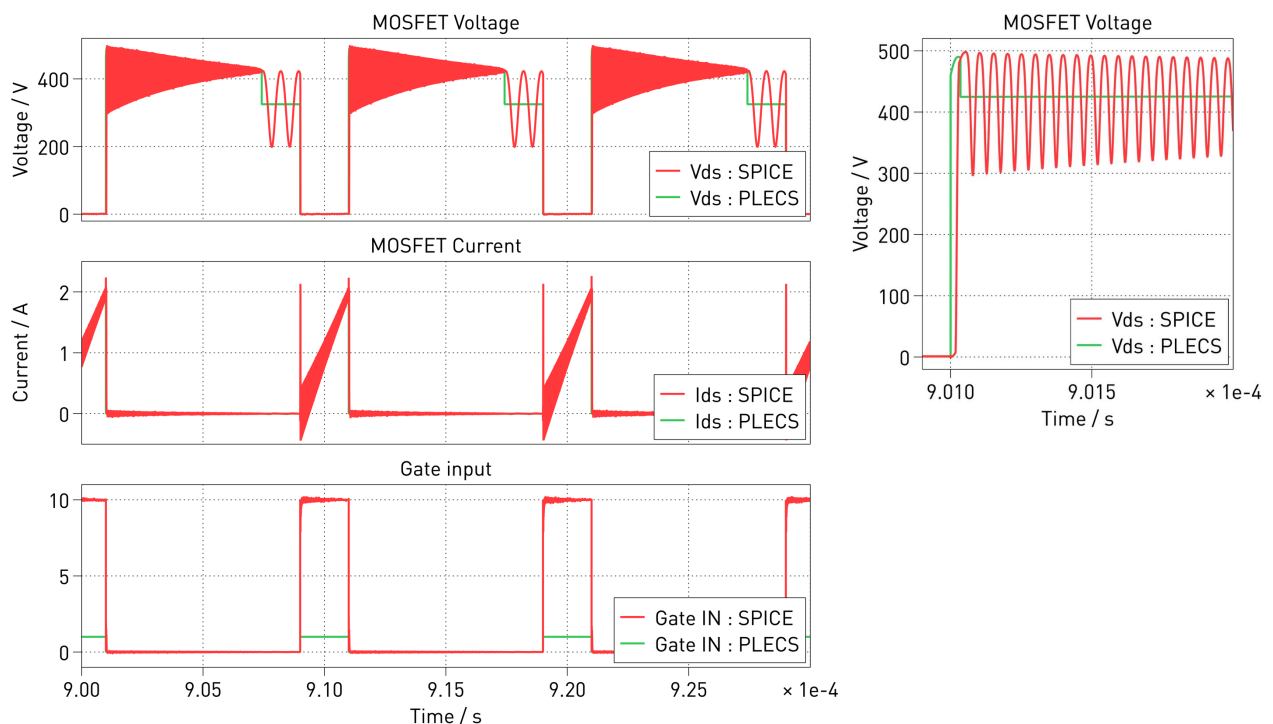 MOSFET Voltage
Voltage / V
400
200
0
Vds : SPICE
Vds : PLECS
MOSFET Current
Current / A
2
1
0
Ids : SPICE
Ids : PLECS
Gate input
10
5
0
Gate IN : SPICE
Gate IN : PLECS
9.00 9.05 9.10 9.15 9.20 9.25 × 1e-4
Time / s
MOSFET Voltage
Voltage / V
500
400
300
200
100
0
Vds : SPICE
Vds : PLECS
9.010 9.015 × 1e-4
Time / s